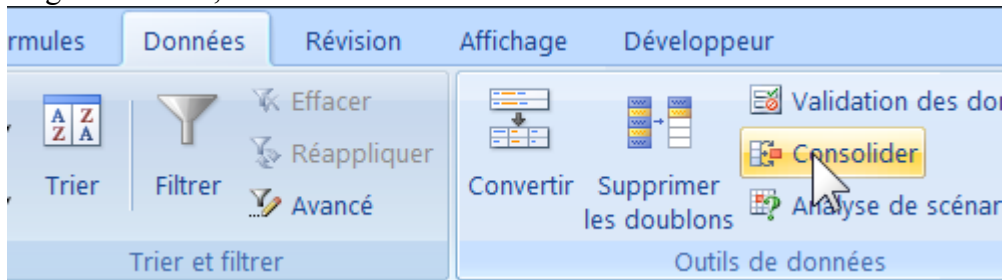 rmules Données Révision Affichage Développeur
Effacer
Validation des do
Réappliquer
Consolider
Trier Filtrer
Avancé
Convertir Supprimer
les doublons
Analyse de scénar
Trier et filtrer Outils de données